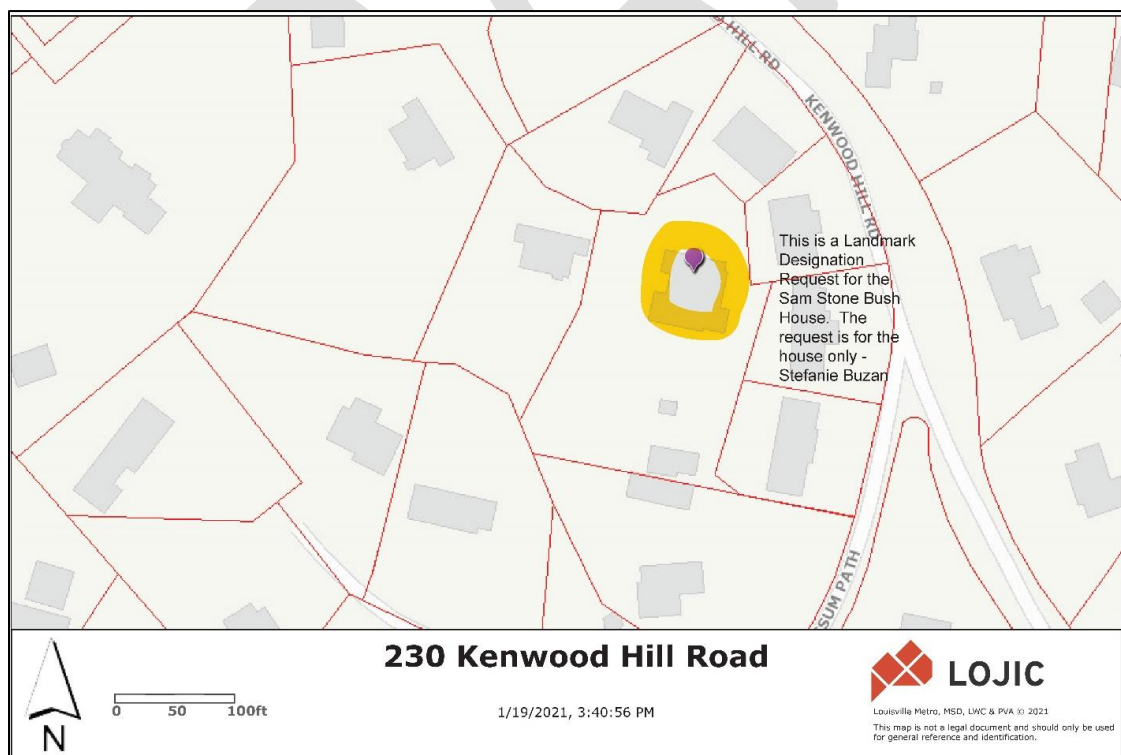 D HILL RD
KENWOOD HILL RD
This is a Landmark
Designation
Request for the
Sam Stone Bush
House. The
request is for the
house only -
Stefanie Buzan
SSUM PATH
230 Kenwood Hill Road
0 50 100ft
1/19/2021, 3:40:56 PM
N
LOJIC
Louisville Metro, MSD, LWC & PVA © 2021
This map is not a legal document and should only be used
for general reference and identification.